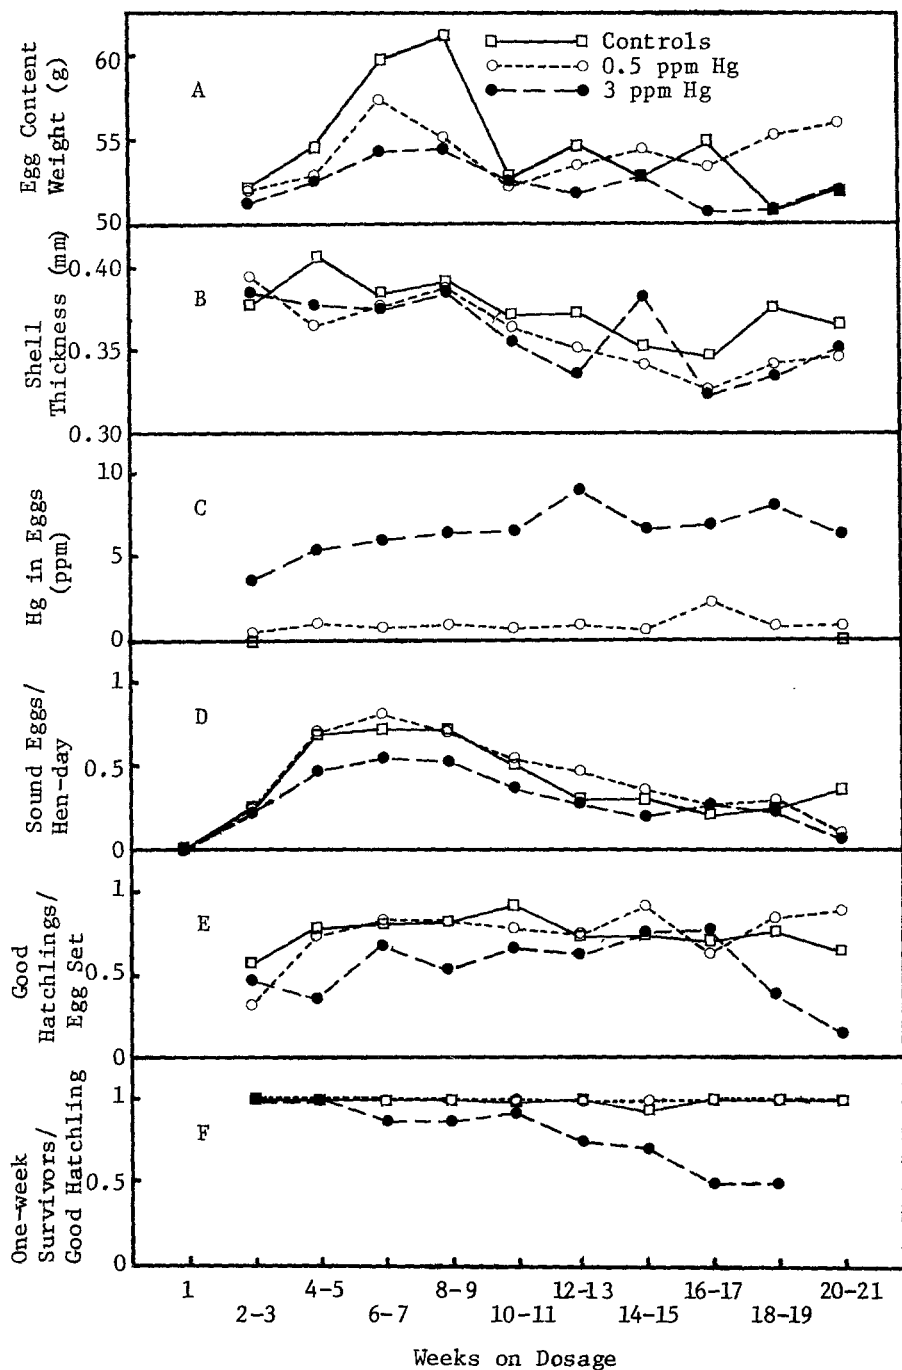 Controls
0.5 ppm Hg
3 ppm Hg
Egg Content
Weight (g)
60
55
50
A
Shell
Thickness (mm)
0.40
0.35
0.30
B
Hg in Eggs
(ppm)
10
5
0
C
Sound Eggs/
Hen-day
1
0.5
0
D
Good
Hatchlings/
Egg Set
1
0.5
0
E
One-week
Survivors/
Good Hatchling
1
0.5
0
F
1
2-3
4-5
6-7
8-9
10-11
12-13
14-15
16-17
18-19
20-21
Weeks on Dosage